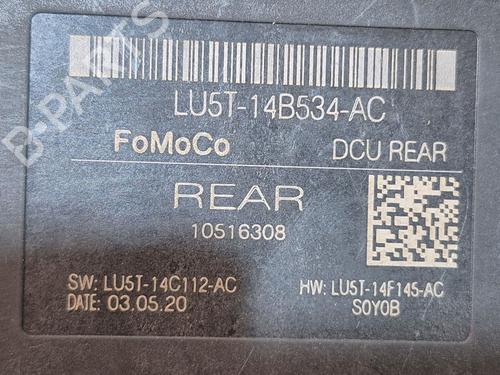 LU5T-14B534-AC
FoMoCo DCU REAR
REAR
10516308
SW: LU5T-14C112-AC HW: LU5T-14F145-AC
DATE: 03.05.20 S0Y0B
B-PARTS